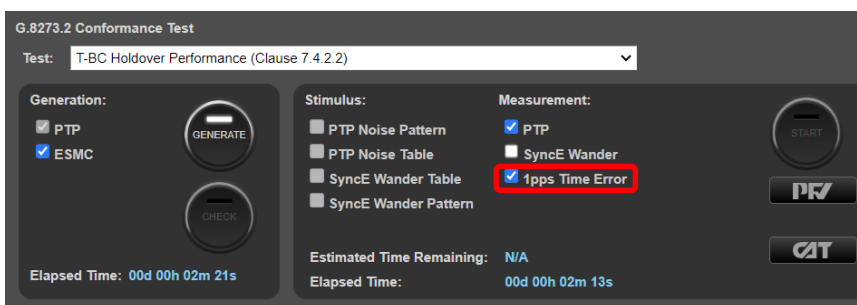 G.8273.2 Conformance Test
Test: T-BC Holdover Performance (Clause 7.4.2.2)
Generation:
PTP
ESMC
GENERATE
CHECK
Elapsed Time: 00d 00h 02m 21s
Stimulus:
PTP Noise Pattern
PTP Noise Table
SyncE Wander Table
SyncE Wander Pattern
Measurement:
PTP
SyncE Wander
1pps Time Error
Estimated Time Remaining: N/A
Elapsed Time: 00d 00h 02m 13s
START
PFV
CAT